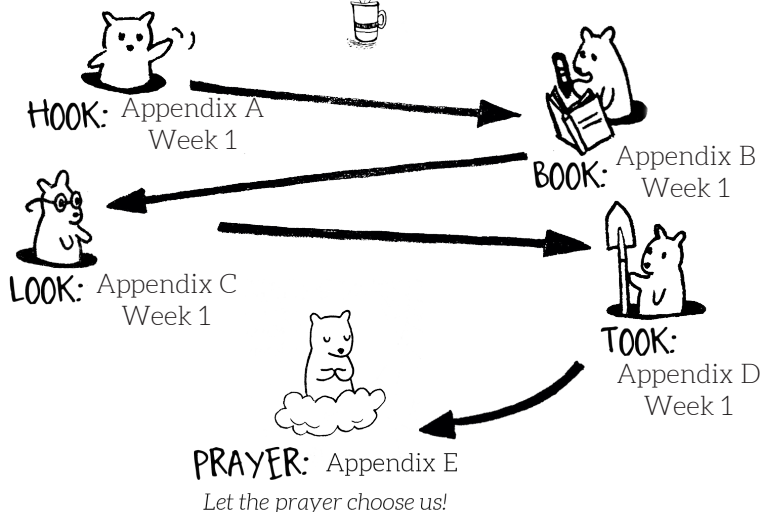 HOOK: Appendix A
Week 1
BOOK: Appendix B
Week 1
LOOK: Appendix C
Week 1
TOOK:
Appendix D
Week 1
PRAYER: Appendix E
Let the prayer choose us!